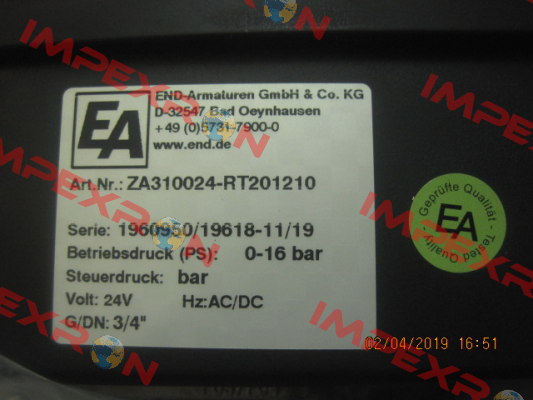 EA
END-Armaturen GmbH & Co. KG
D-32547 Bad Oeynhausen
+49 (0)5731-7900-0
www.end.de
Art.Nr.: ZA310024-RT201210
Serie: 1960950/19618-11/19
Betriebsdruck (PS): 0-16 bar
Steuerdruck: bar
Volt: 24V Hz:AC/DC
G/DN: 3/4"
Geprüfte Qualität
EA
Tested Quality
02/04/2019 16:51
IMPEXRON
IMPEXRON
IMPEXRON
IMPEXRON
IMPEXRON